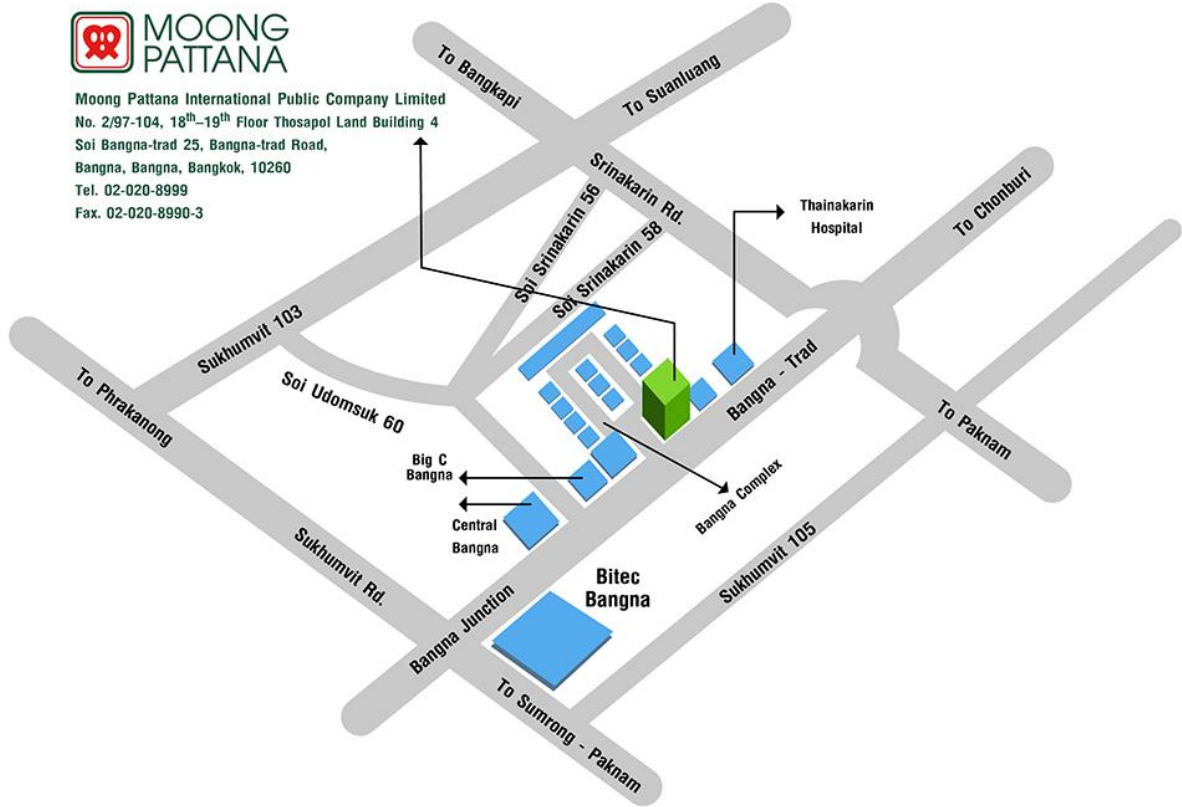 MOONG
PATTANA
Moong Pattana International Public Company Limited
No. 2/97-104, 18th–19th Floor Thosapol Land Building 4
Soi Bangna-trad 25, Bangna-trad Road,
Bangna, Bangna, Bangkok, 10260
Tel. 02-020-8999
Fax. 02-020-8990-3
To Bangkapi
To Suanluang
Srinakarin Rd.
Soi Srinakarin 56
Soi Srinakarin 58
Thainakarin
Hospital
To Chonburi
Sukhumvit 103
To Phrakanong
Soi Udomsuk 60
Bangna - Trad
To Paknam
Big C
Bangna
Bangna Complex
Central
Bangna
Sukhumvit Rd.
Sukhumvit 105
Bitec
Bangna
Bangna Junction
To Sumrong - Paknam